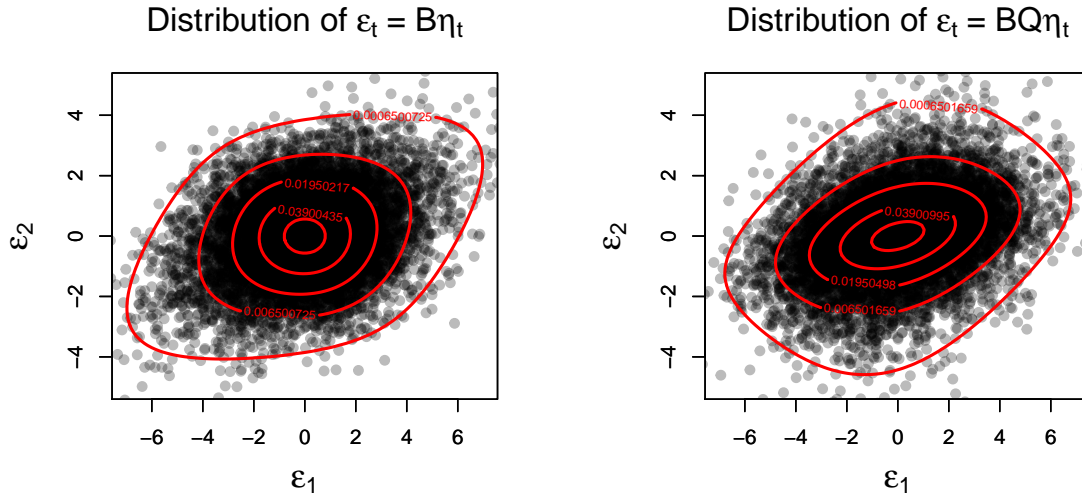 Distribution of εt = Bηt
ε2
4
2
0
−2
−4
0.0006500725
0.01950217
0.03900435
0.006500725
−6 −4 −2 0 2 4 6
ε1
Distribution of εt = BQηt
ε2
4
2
0
−2
−4
0.0006501659
0.03900995
0.01950498
0.006501659
−6 −4 −2 0 2 4 6
ε1